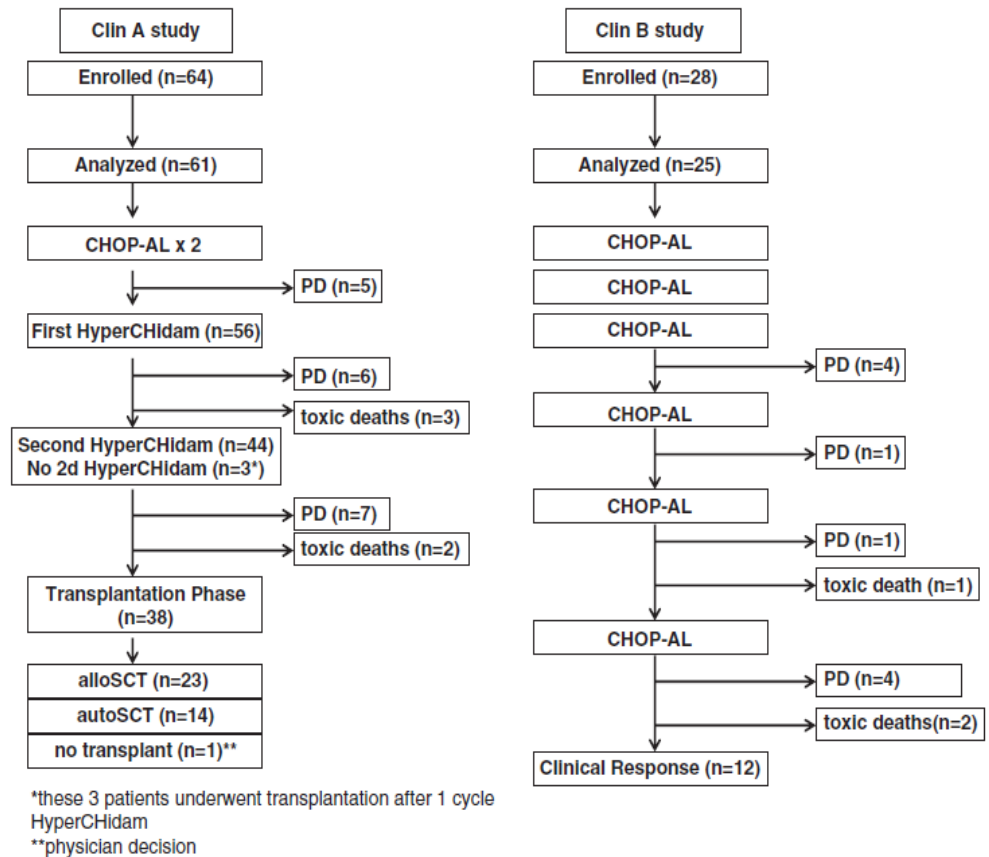 Clin A study
Enrolled (n=64)
Analyzed (n=61)
CHOP-AL x 2
PD (n=5)
First HyperCHidam (n=56)
PD (n=6)
toxic deaths (n=3)
Second HyperCHidam (n=44)
No 2d HyperCHidam (n=3*)
PD (n=7)
toxic deaths (n=2)
Transplantation Phase
(n=38)
alloSCT (n=23)
autoSCT (n=14)
no transplant (n=1)**
*these 3 patients underwent transplantation after 1 cycle
HyperCHidam
**physician decision
Clin B study
Enrolled (n=28)
Analyzed (n=25)
CHOP-AL
CHOP-AL
CHOP-AL
PD (n=4)
CHOP-AL
PD (n=1)
CHOP-AL
PD (n=1)
toxic death (n=1)
CHOP-AL
PD (n=4)
toxic deaths(n=2)
Clinical Response (n=12)